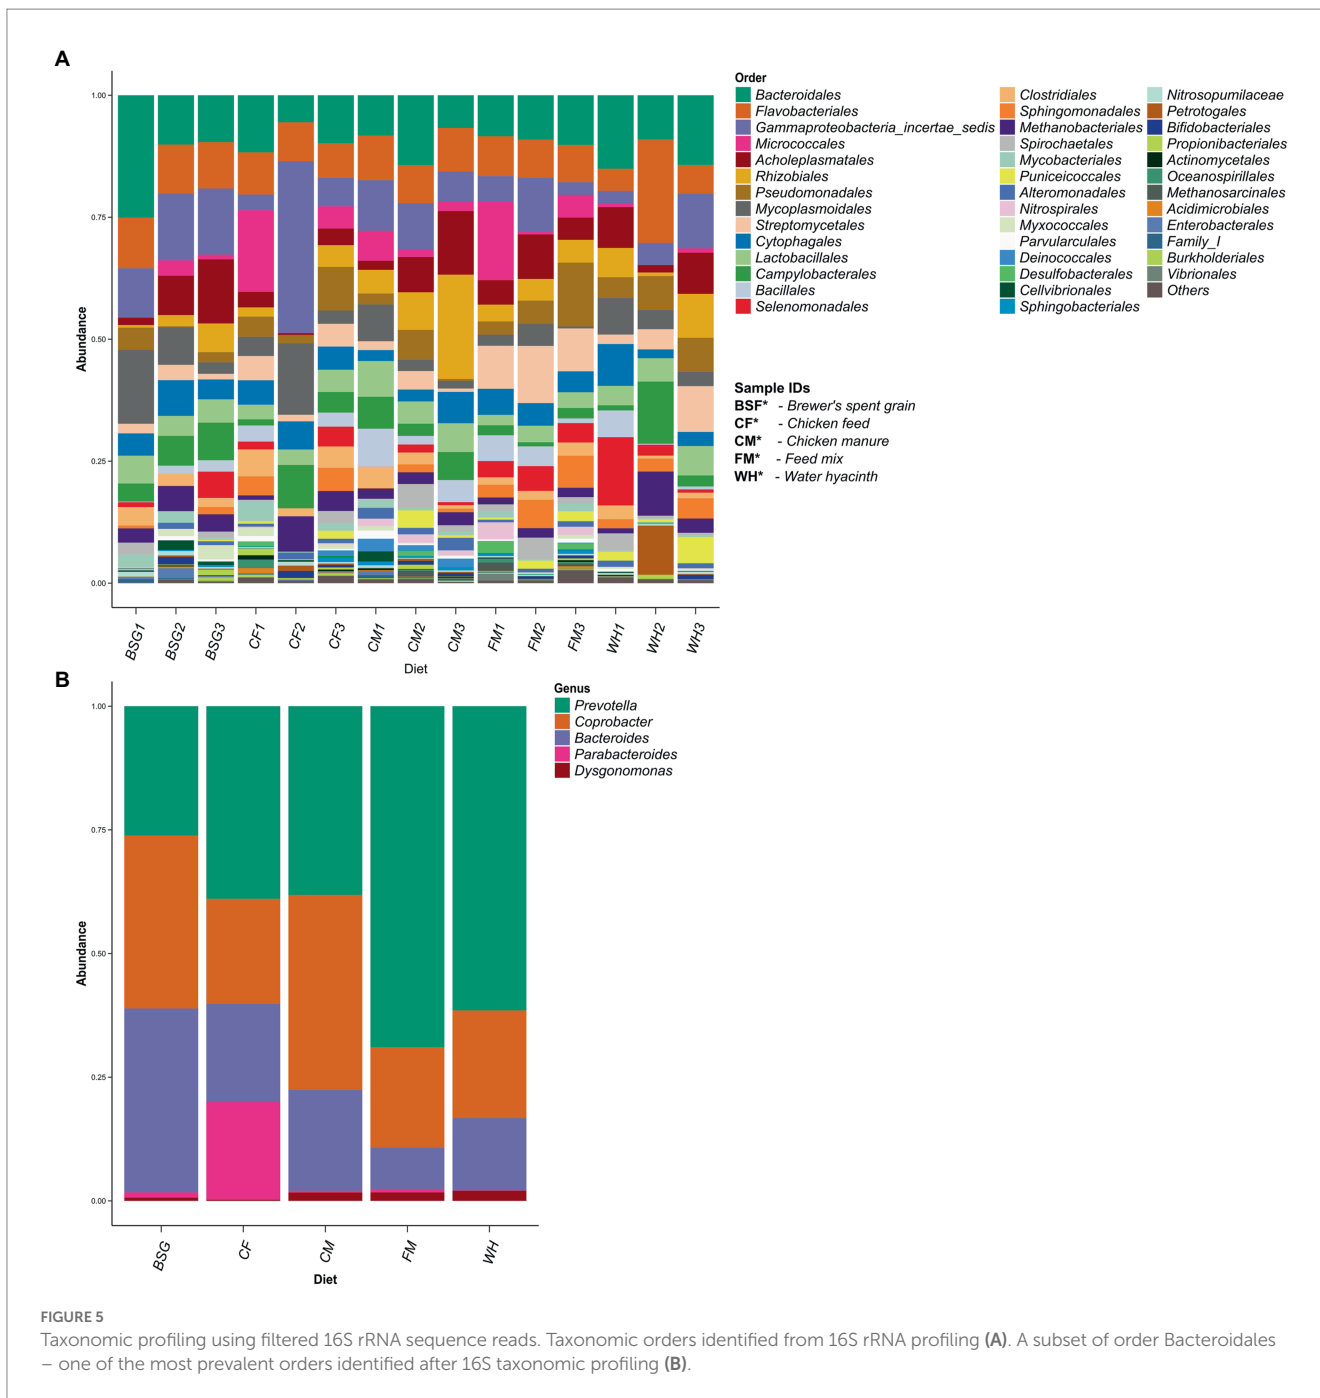 A
1.00
0.75
0.50
0.25
0.00
Abundance
BSG1
BSG2
BSG3
CF1
CF2
CF3
CM1
CM2
CM3
FM1
FM2
FM3
WH1
WH2
WH3
Diet
Order
Bacteroidales
Flavobacteriales
Gammaproteobacteria_incertae_sedis
Micrococcales
Acholeplasmatales
Rhizobiales
Pseudomonadales
Mycoplasmoidales
Streptomycetales
Cytophagales
Lactobacillales
Campylobacterales
Bacillales
Selenomonadales
Clostridiales
Sphingomonadales
Methanobacteriales
Spirochaetales
Mycobacteriales
Puniceicoccales
Alteromonadales
Nitrospirales
Myxococcales
Parvularculales
Deinococcales
Desulfobacterales
Cellvibrionales
Sphingobacteriales
Nitrosopumilaceae
Petrotogales
Bifidobacteriales
Propionibacteriales
Actinomycetales
Oceanospirillales
Methanosarcinales
Acidimicrobiales
Enterobacterales
Family_I
Burkholderiales
Vibrionales
Others
Sample IDs
BSF* - Brewer's spent grain
CF* - Chicken feed
CM* - Chicken manure
FM* - Feed mix
WH* - Water hyacinth
B
1.00
0.75
0.50
0.25
0.00
Abundance
BSG
CF
CM
FM
WH
Diet
Genus
Prevotella
Coprobacter
Bacteroides
Parabacteroides
Dysgonomonas
FIGURE 5
Taxonomic profiling using filtered 16S rRNA sequence reads. Taxonomic orders identified from 16S rRNA profiling (A). A subset of order Bacteroidales
– one of the most prevalent orders identified after 16S taxonomic profiling (B).